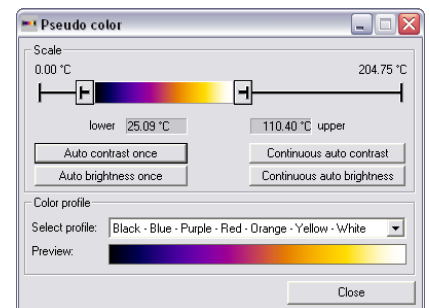 Pseudo color
Scale
0.00 °C 204.75 °C
lower 25.09 °C 110.40 °C upper
Auto contrast once Continuous auto contrast
Auto brightness once Continuous auto brightness
Color profile
Select profile: Black - Blue - Purple - Red - Orange - Yellow - White
Preview:
Close